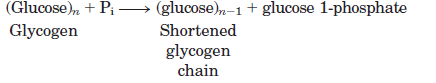 (Glucose)n + Pi ⟶ (glucose)n−1 + glucose 1-phosphate
Glycogen Shortened
glycogen
chain